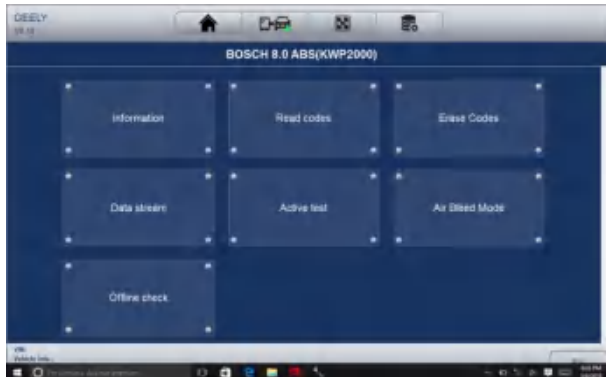 GEELY
BOSCH 8.0 ABS(KWP2000)
Information
Read codes
Erase Codes
Data stream
Active test
Air Bleed Mode
Offline check